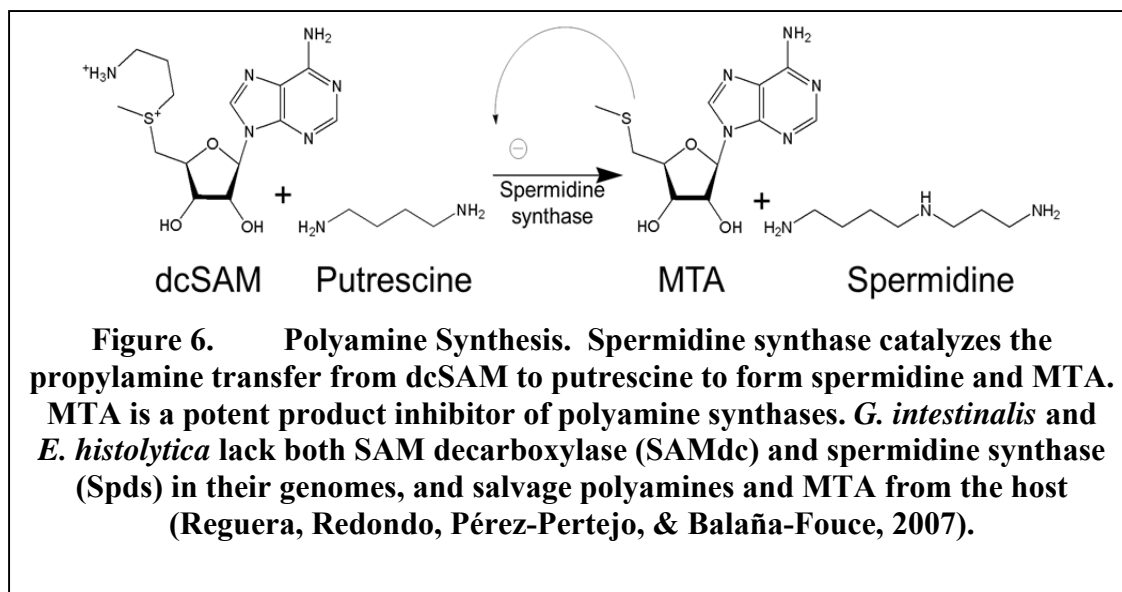 NH₂
⁺H₃N
N
N
S⁺
N
N
O
HO
OH
+
H₂N
NH₂
⊖
Spermidine
synthase
NH₂
N
N
S
N
N
O
HO
OH
+
H₂N
H
N
NH₂
dcSAM Putrescine MTA Spermidine
Figure 6. Polyamine Synthesis. Spermidine synthase catalyzes the
propylamine transfer from dcSAM to putrescine to form spermidine and MTA.
MTA is a potent product inhibitor of polyamine synthases. G. intestinalis and
E. histolytica lack both SAM decarboxylase (SAMdc) and spermidine synthase
(Spds) in their genomes, and salvage polyamines and MTA from the host
(Reguera, Redondo, Pérez-Pertejo, & Balaña-Fouce, 2007).